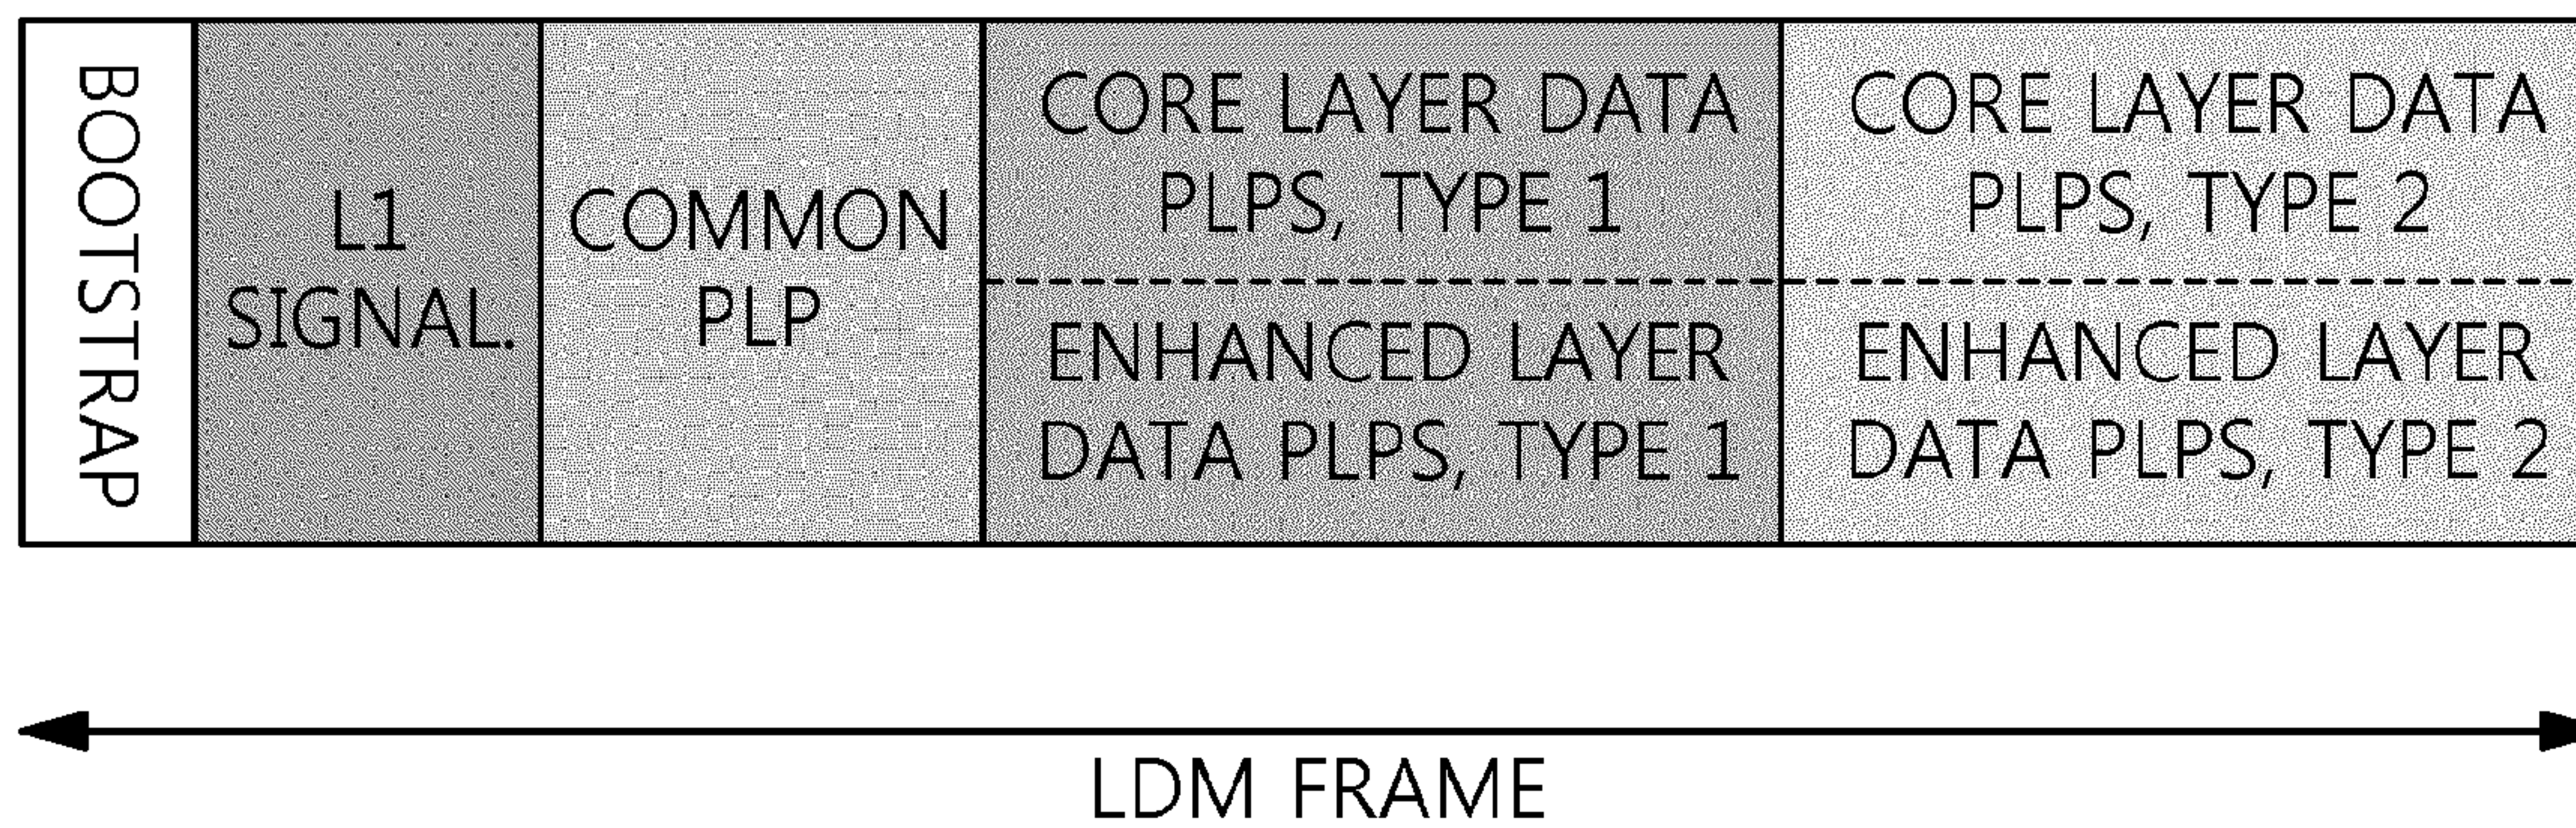 BOOTSTRAP
L1
SIGNAL.
COMMON
PLP
CORE LAYER DATA
PLPS, TYPE 1
ENHANCED LAYER
DATA PLPS, TYPE 1
CORE LAYER DATA
PLPS, TYPE 2
ENHANCED LAYER
DATA PLPS, TYPE 2
LDM FRAME